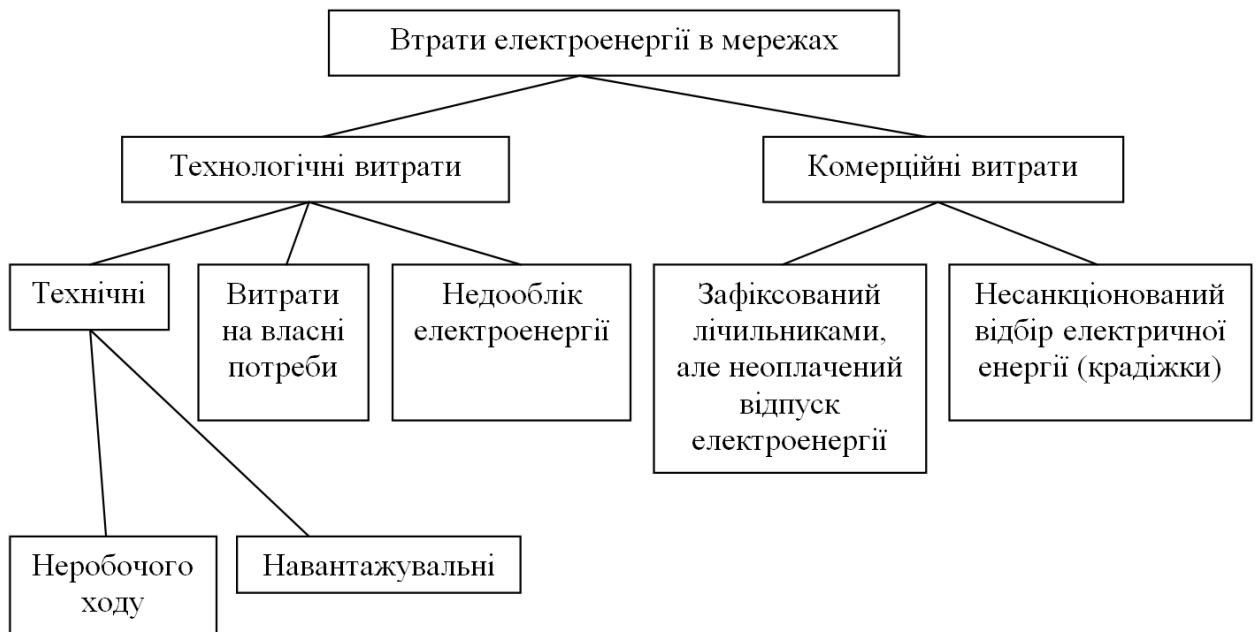 Втрати електроенергії в мережах
Технологічні витрати
Комерційні витрати
Технічні
Витрати
на власні
потреби
Недооблік
електроенергії
Зафіксований
лічильниками,
але неоплачений
відпуск
електроенергії
Несанкціонований
відбір електричної
енергії (крадіжки)
Неробочого
ходу
Навантажувальні